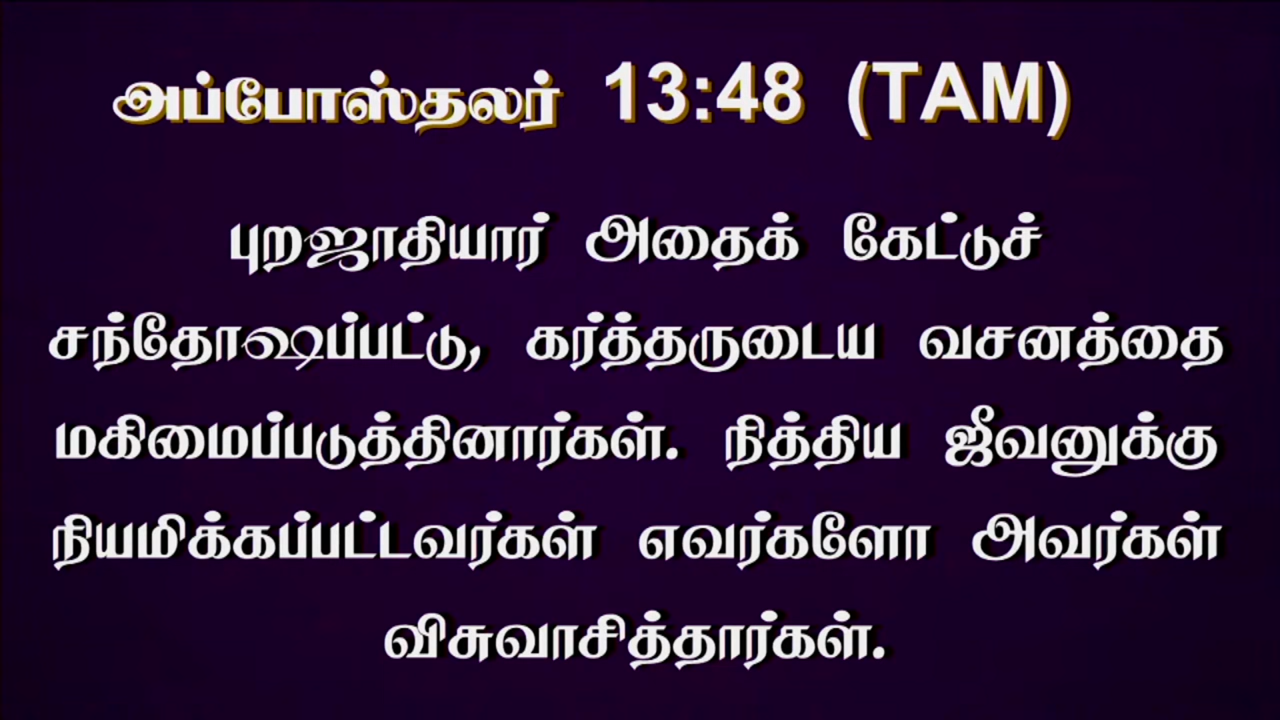 அப்போஸ்தலர் 13:48 (TAM)
புறஜாதியார் அதைக் கேட்டுச்
சந்தோஷப்பட்டு, கர்த்தருடைய வசனத்தை
மகிமைப்படுத்தினார்கள். நித்திய ஜீவனுக்கு
நியமிக்கப்பட்டவர்கள் எவர்களோ அவர்கள்
விசுவாசித்தார்கள்.